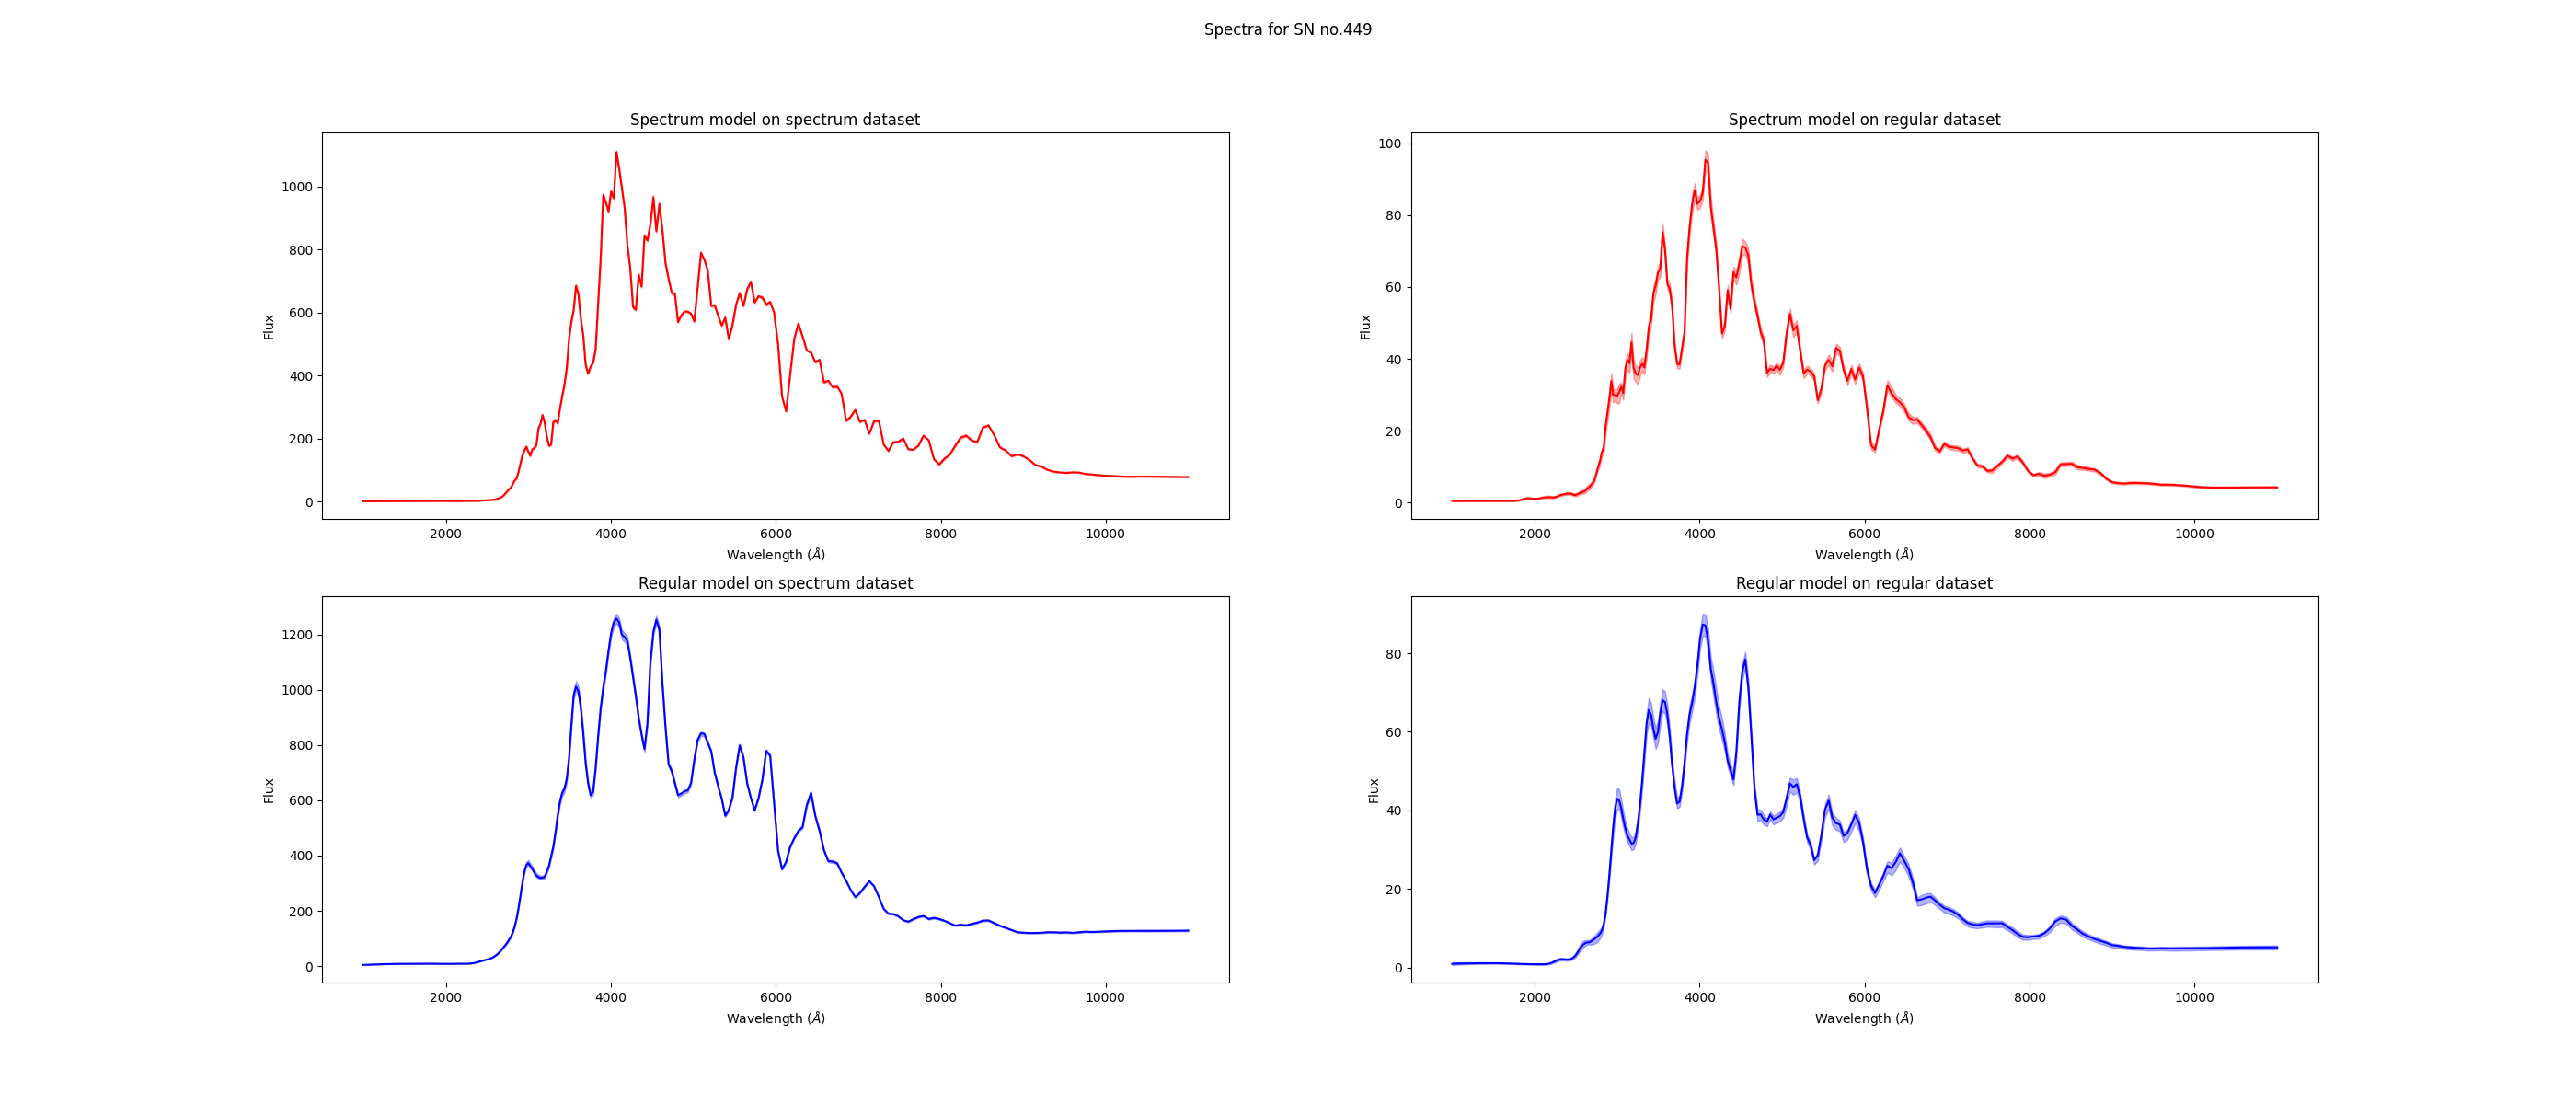 Spectra for SN no.449
Spectrum model on spectrum dataset
1000
800
600
400
200
0
Flux
2000 4000 6000 8000 10000
Wavelength (Å)
Spectrum model on regular dataset
100
80
60
40
20
0
Flux
2000 4000 6000 8000 10000
Wavelength (Å)
Regular model on spectrum dataset
1200
1000
800
600
400
200
0
Flux
2000 4000 6000 8000 10000
Wavelength (Å)
Regular model on regular dataset
80
60
40
20
0
Flux
2000 4000 6000 8000 10000
Wavelength (Å)